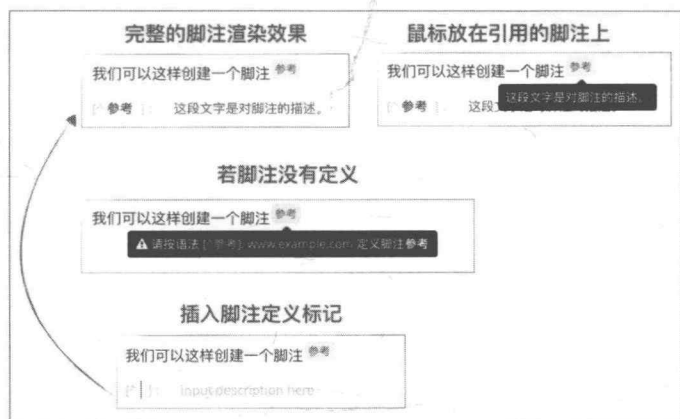 完整的脚注渲染效果
我们可以这样创建一个脚注 参考
[^ 参考 ]: 这段文字是对脚注的描述。
鼠标放在引用的脚注上
我们可以这样创建一个脚注 参考
这段文字是对脚注的描述。
[^ 参考 ]: 这段文
若脚注没有定义
我们可以这样创建一个脚注 参考
请按语法 [^参考]: www.example.com 定义脚注参考
插入脚注定义标记
我们可以这样创建一个脚注 参考
[^ ]: Input description here